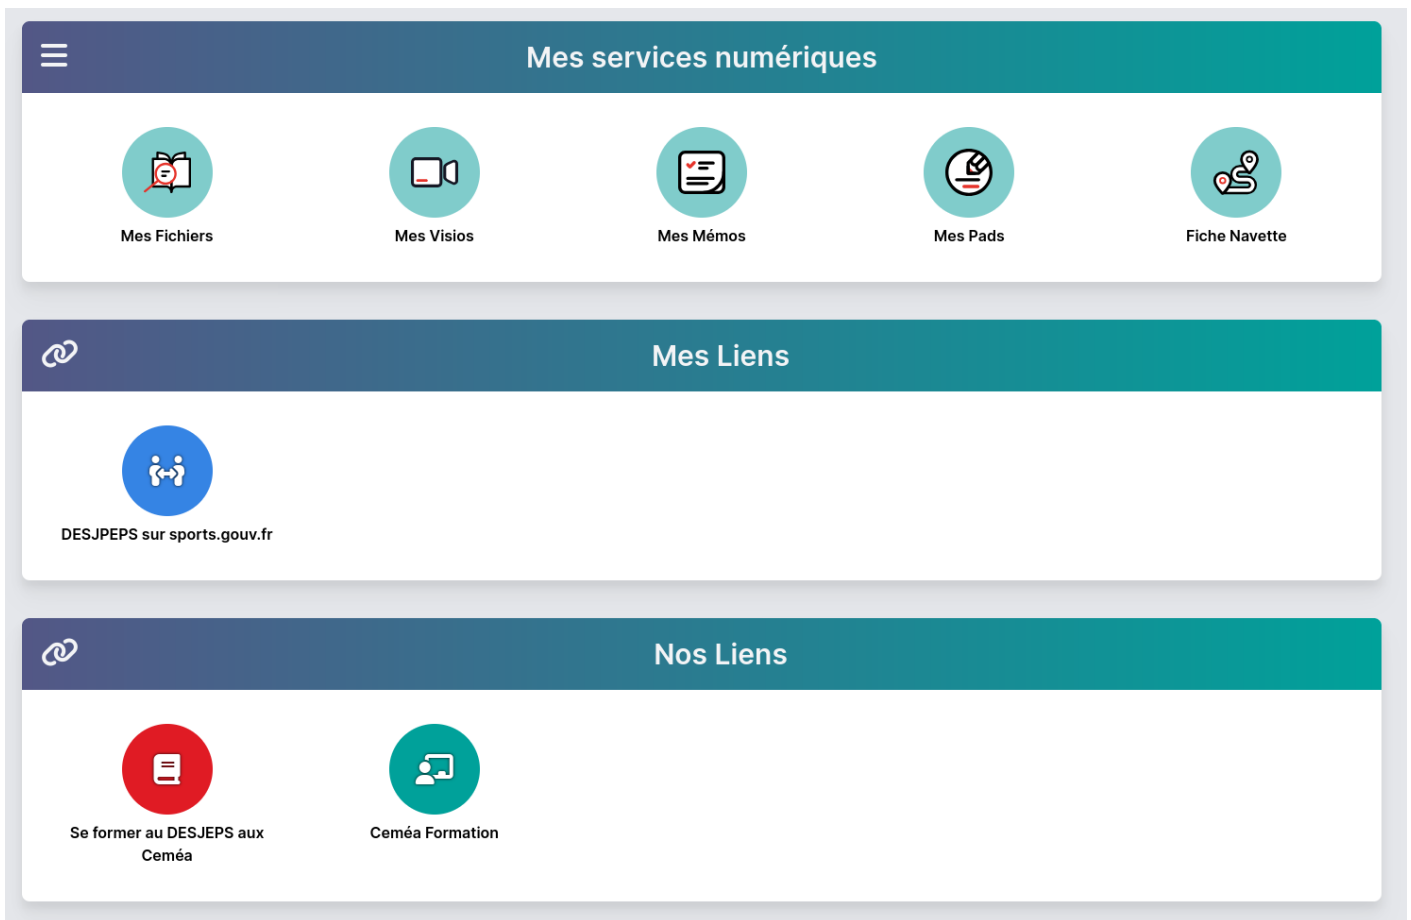 Mes services numériques
Mes Fichiers
Mes Visios
Mes Mémos
Mes Pads
Fiche Navette
Mes Liens
DESJPEPS sur sports.gouv.fr
Nos Liens
Se former au DESJEPS aux
Ceméa
Ceméa Formation